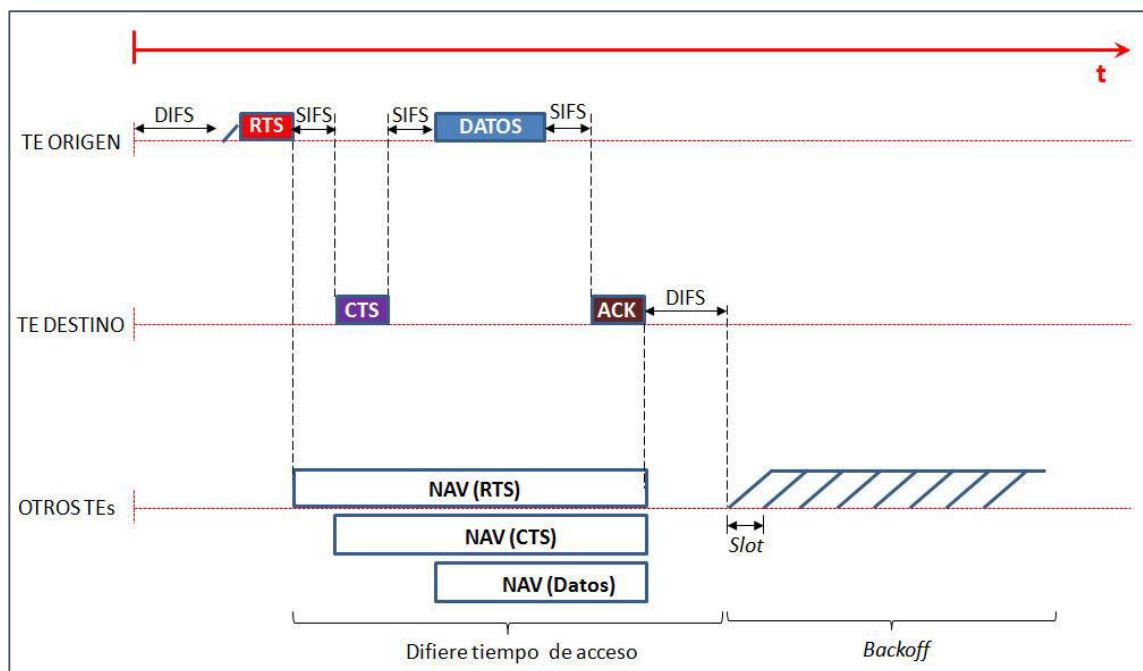 t
DIFS
RTS
SIFS
SIFS
DATOS
SIFS
TE ORIGEN
CTS
ACK
DIFS
TE DESTINO
NAV (RTS)
OTROS TEs
NAV (CTS)
Slot
NAV (Datos)
Difiere tiempo de acceso
Backoff